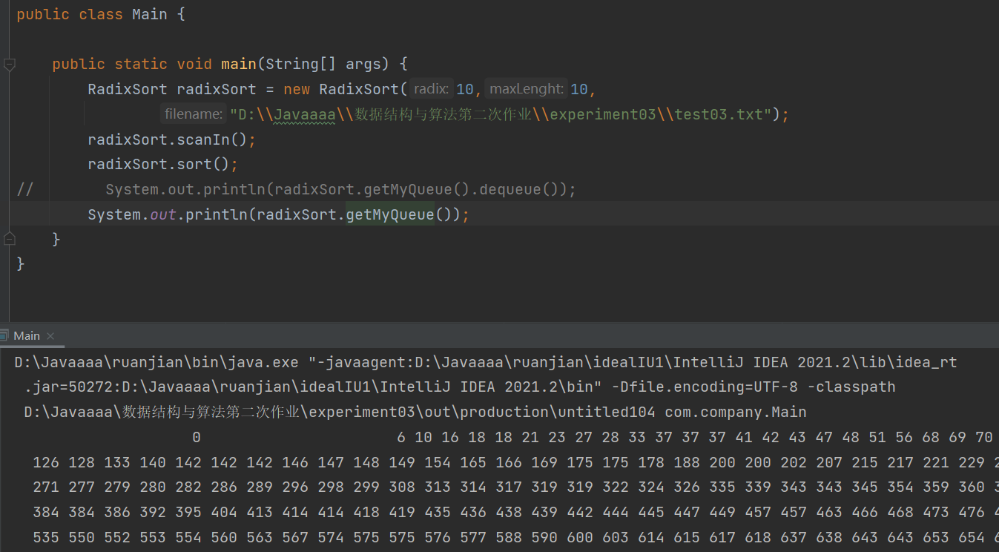 public class Main {
public static void main(String[] args) {
RadixSort radixSort = new RadixSort( radix: 10, maxLenght: 10,
filename: "D:\\Javaaaa\\数据结构与算法第二次作业\\experiment03\\test03.txt");
radixSort.scanIn();
radixSort.sort();
// System.out.println(radixSort.getMyQueue().dequeue());
System.out.println(radixSort.getMyQueue());
}
}
Main
D:\Javaaaa\ruanjian\bin\java.exe "-javaagent:D:\Javaaaa\ruanjian\idealIU1\IntelliJ IDEA 2021.2\lib\idea_rt
.jar=50272:D:\Javaaaa\ruanjian\idealIU1\IntelliJ IDEA 2021.2\bin" -Dfile.encoding=UTF-8 -classpath
D:\Javaaaa\数据结构与算法第二次作业\experiment03\out\production\untitled104 com.company.Main
0 6 10 16 18 18 21 23 27 28 33 37 37 37 41 42 43 47 48 51 56 68 69 70
126 128 133 140 142 142 142 146 147 148 149 154 165 166 169 175 175 178 188 200 200 202 207 215 217 221 229
271 277 279 280 282 286 289 296 298 299 308 313 314 317 319 319 322 324 326 335 339 343 343 345 354 359 360
384 384 386 392 395 404 413 414 414 418 419 435 436 438 439 442 444 445 447 449 457 457 463 466 468 473 476
535 550 552 553 554 560 563 567 574 575 575 576 577 588 590 600 603 614 615 617 618 637 638 643 643 653 654